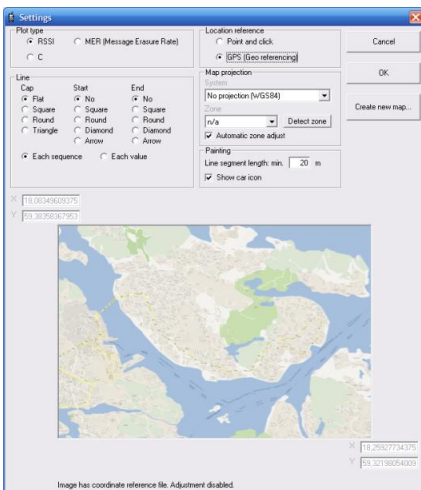 Settings
Plot type
RSSI
MER (Message Erasure Rate)
C
Line
Cap
Start
End
Flat
No
No
Square
Square
Square
Round
Round
Round
Triangle
Diamond
Diamond
Arrow
Arrow
Each sequence
Each value
Location reference
Point and click
GPS (Geo referencing)
Map projection
System
No projection (WGS84)
Zone
n/a
Detect zone
Automatic zone adjust
Painting
Line segment length: min. 20 m
Show car icon
Cancel
OK
Create new map...
X 18,08349609375
Y 59,38358367953
X 18,25927734375
Y 59,32198054009
Image has coordinate reference file. Adjustment disabled.